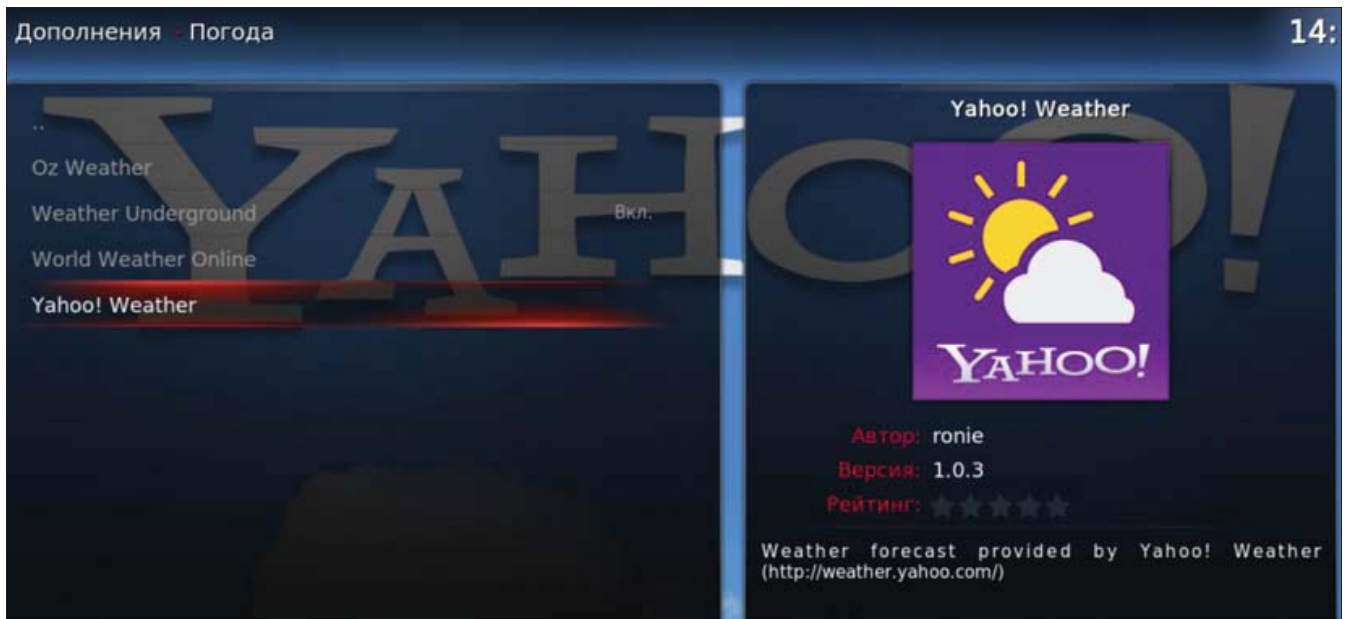 Дополнения - Погода
14:
YAHOO!
..
Oz Weather
Weather Underground Вкл.
World Weather Online
Yahoo! Weather
Yahoo! Weather
YAHOO!
Автор: ronie
Версия: 1.0.3
Рейтинг:
Weather forecast provided by Yahoo! Weather
(http://weather.yahoo.com/)